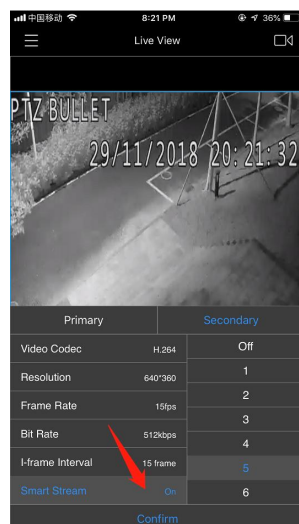 中国移动 8:21 PM 36%
Live View
PTZ BULLET
29/11/2018 20:21:32
Primary Secondary
Video Codec H.264 Off
Resolution 640*360 1
Frame Rate 15fps 2
3
Bit Rate 512kbps 4
I-frame Interval 15 frame 5
Smart Stream On 6
Confirm